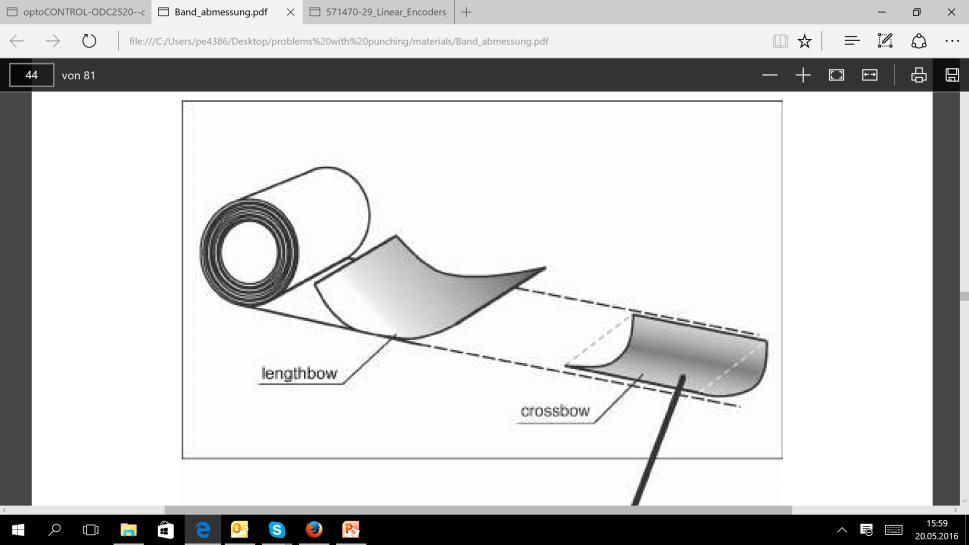 optoCONTROL-ODC2520--c
Band_abmessung.pdf
571470-29_Linear_Encoders
file:///C:/Users/pe4386/Desktop/problems%20with%20punching/materials/Band_abmessung.pdf
44 von 81
lengthbow
crossbow
15:59
20.05.2016